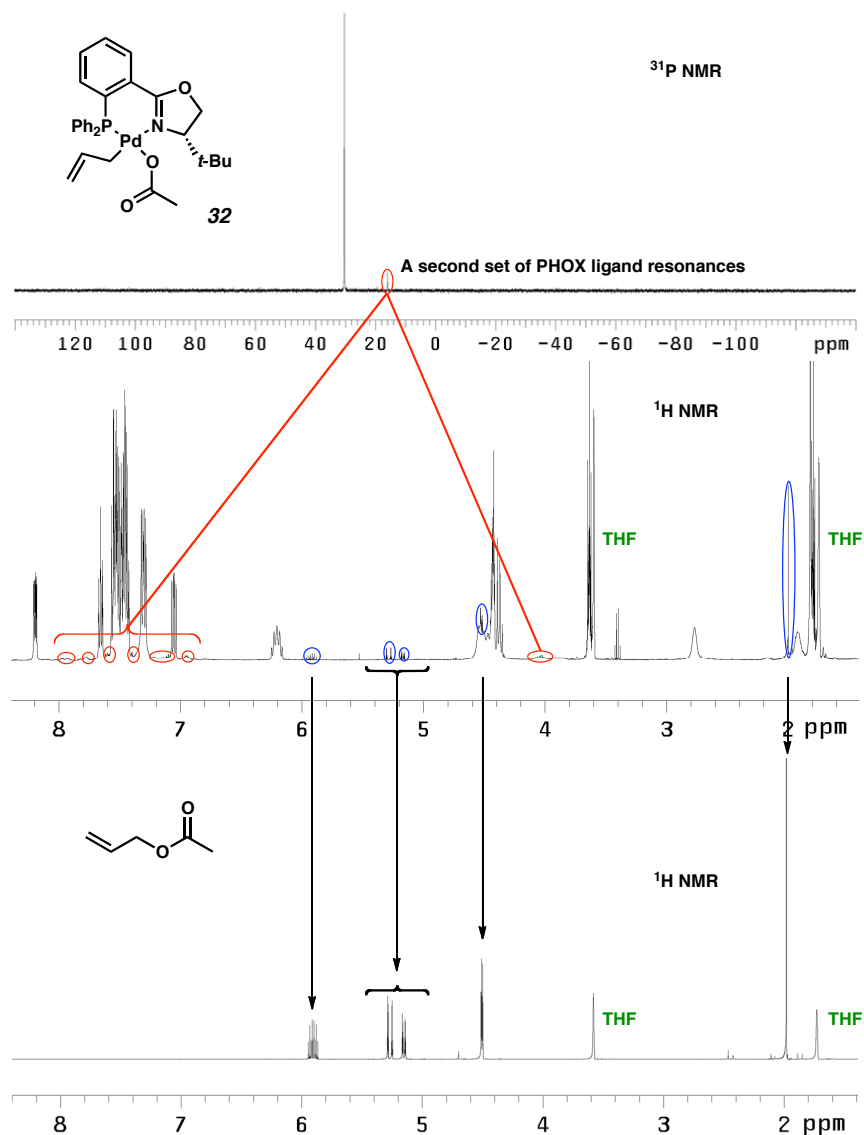 ³¹P NMR
O
Ph₂P
N
Pd
O
t-Bu
O
32
A second set of PHOX ligand resonances
120 100 80 60 40 20 0 -20 -40 -60 -80 -100 ppm
¹H NMR
THF
THF
8 7 6 5 4 3 2 ppm
O
O
¹H NMR
THF
THF
8 7 6 5 4 3 2 ppm